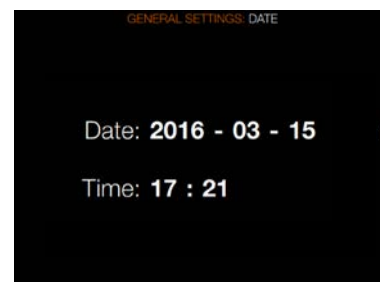 GENERAL SETTINGS: DATE
Date: 2016 - 03 - 15
Time: 17 : 21